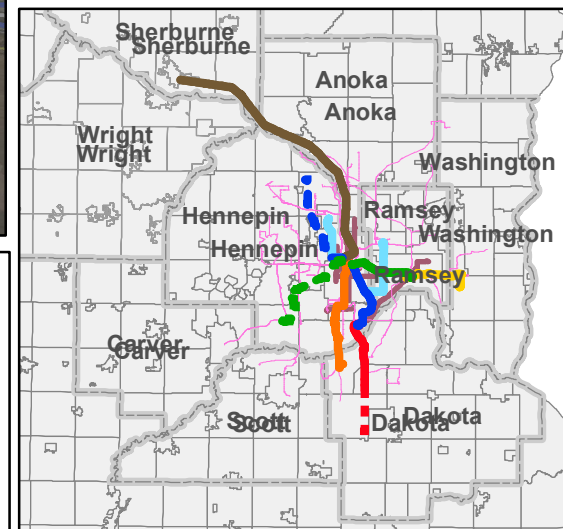 Sherburne
Sherburne
Anoka
Anoka
Wright
Wright
Washington
Hennepin
Ramsey
Washington
Hennepin
Ramsey
Carver
Carver
Scott
Scott
Dakota
Dakota